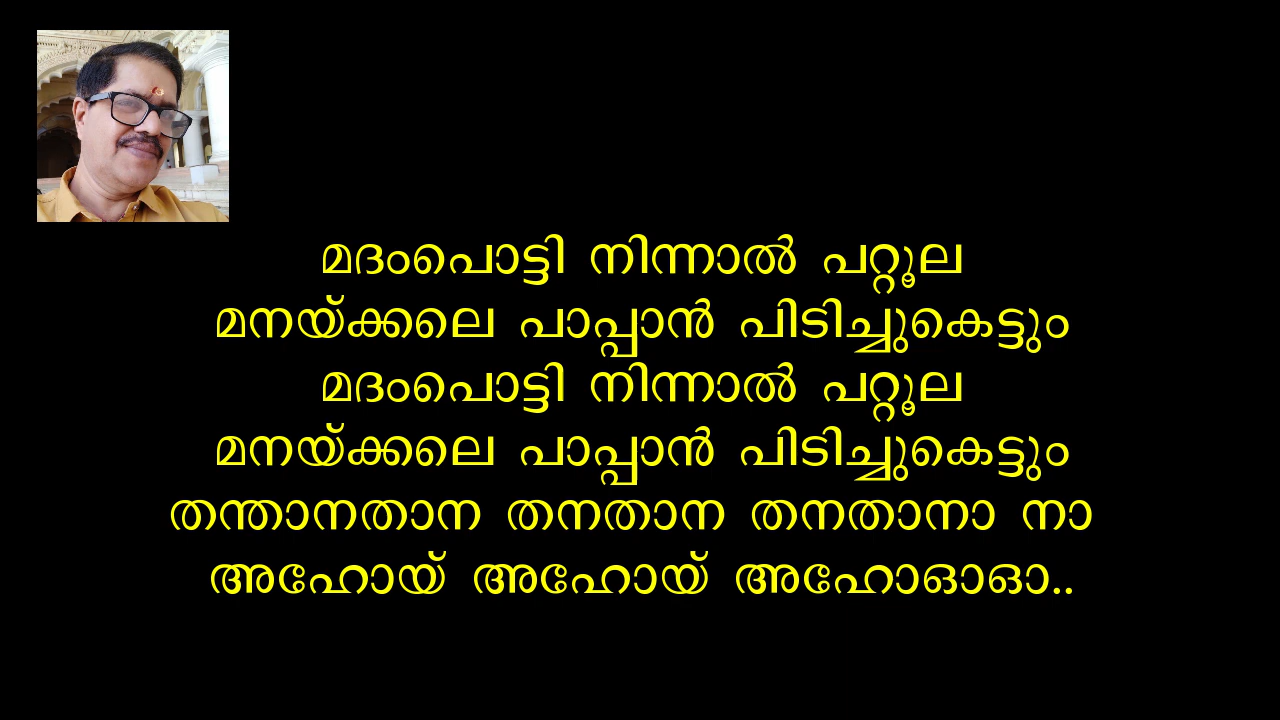 മദംപൊട്ടി നിന്നാൽ പറ്റൂല
മനയ്ക്കലെ പാപ്പാൻ പിടിച്ചുകെട്ടും
മദംപൊട്ടി നിന്നാൽ പറ്റൂല
മനയ്ക്കലെ പാപ്പാൻ പിടിച്ചുകെട്ടും
തന്താനതാന തനതാന തനതാനാ നാ
അഹോയ് അഹോയ് അഹോഓഓ..